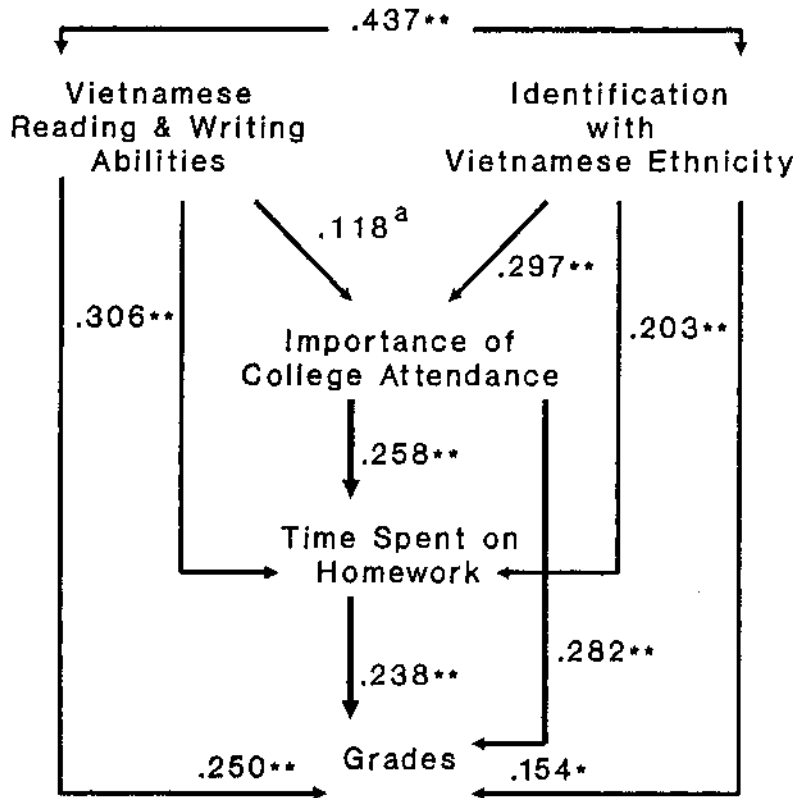 .437**
Vietnamese
Reading & Writing
Abilities
Identification
with
Vietnamese Ethnicity
.118a
.297**
.306**
.203**
Importance of
College Attendance
.258**
Time Spent on
Homework
.282**
.238**
Grades
.250**
.154*